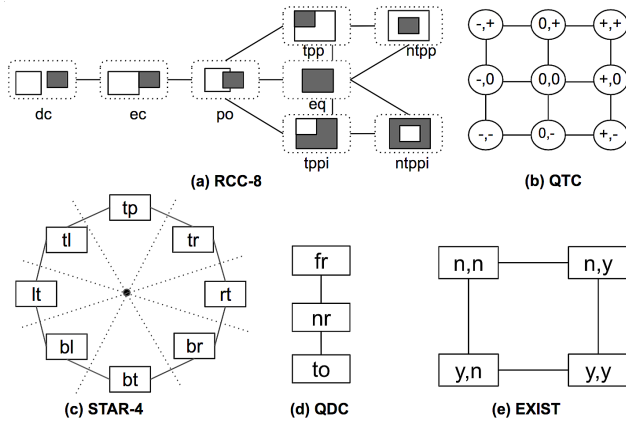 tpp
ntpp
dc
ec
po
eq
tppi
ntppi
(a) RCC-8
-,+
0,+
+,+
-,0
0,0
+,0
-,-
0,-
+,-
(b) QTC
tp
tl
tr
lt
rt
bl
br
bt
(c) STAR-4
fr
nr
to
(d) QDC
n,n
n,y
y,n
y,y
(e) EXIST